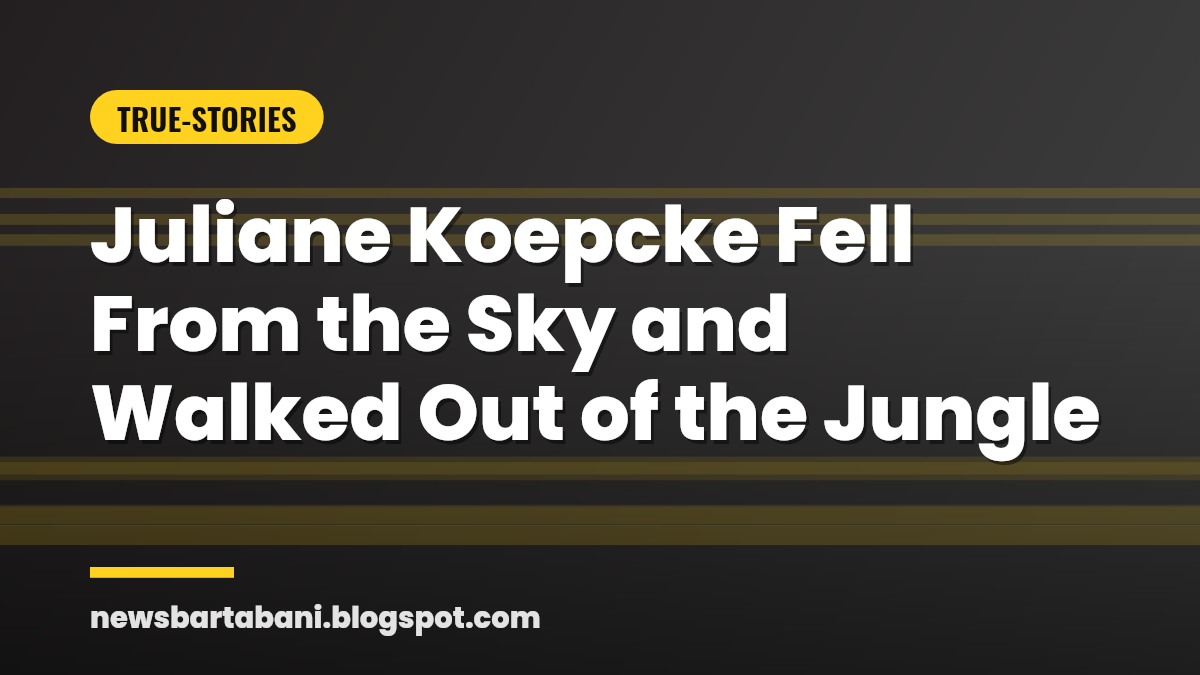 TRUE-STORIES
Juliane Koepcke Fell
From the Sky and
Walked Out of the Jungle
newsbartabani.blogspot.com